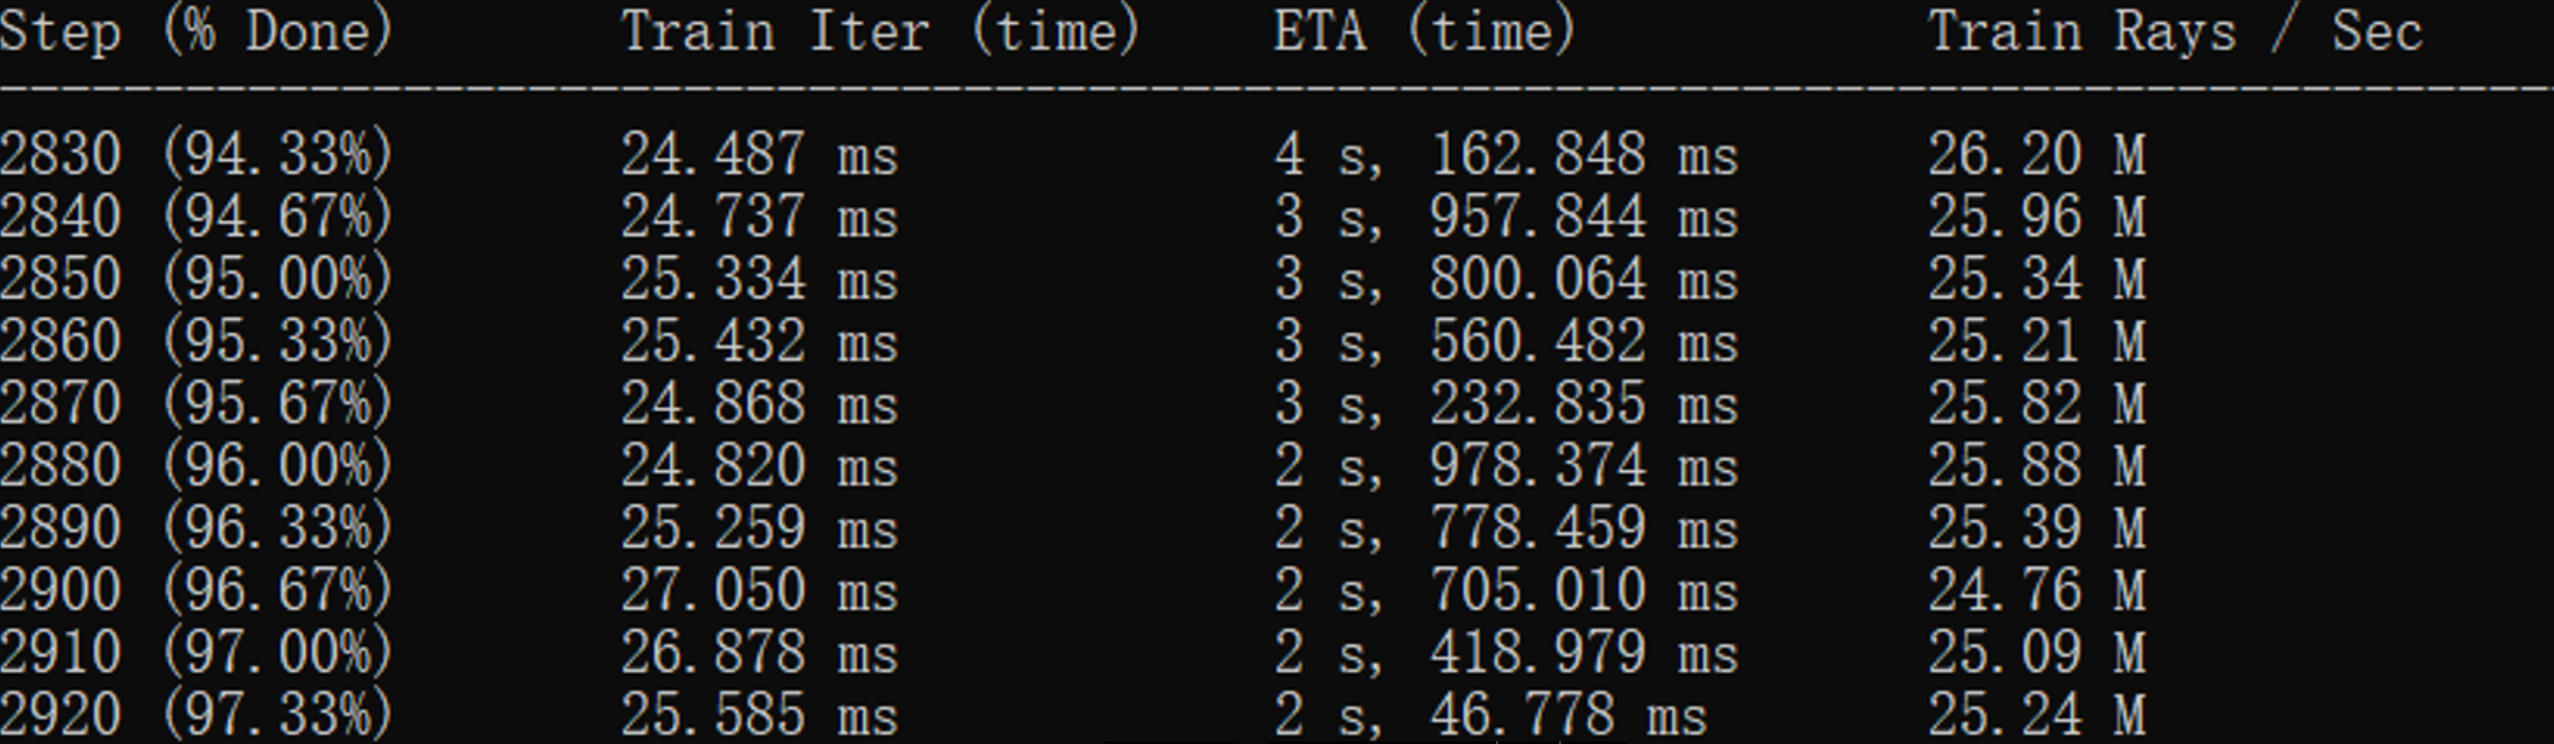 Step (% Done) Train Iter (time) ETA (time) Train Rays / Sec
--------------------------------------------------------------------------------
2830 (94.33%) 24.487 ms 4 s, 162.848 ms 26.20 M
2840 (94.67%) 24.737 ms 3 s, 957.844 ms 25.96 M
2850 (95.00%) 25.334 ms 3 s, 800.064 ms 25.34 M
2860 (95.33%) 25.432 ms 3 s, 560.482 ms 25.21 M
2870 (95.67%) 24.868 ms 3 s, 232.835 ms 25.82 M
2880 (96.00%) 24.820 ms 2 s, 978.374 ms 25.88 M
2890 (96.33%) 25.259 ms 2 s, 778.459 ms 25.39 M
2900 (96.67%) 27.050 ms 2 s, 705.010 ms 24.76 M
2910 (97.00%) 26.878 ms 2 s, 418.979 ms 25.09 M
2920 (97.33%) 25.585 ms 2 s, 46.778 ms 25.24 M